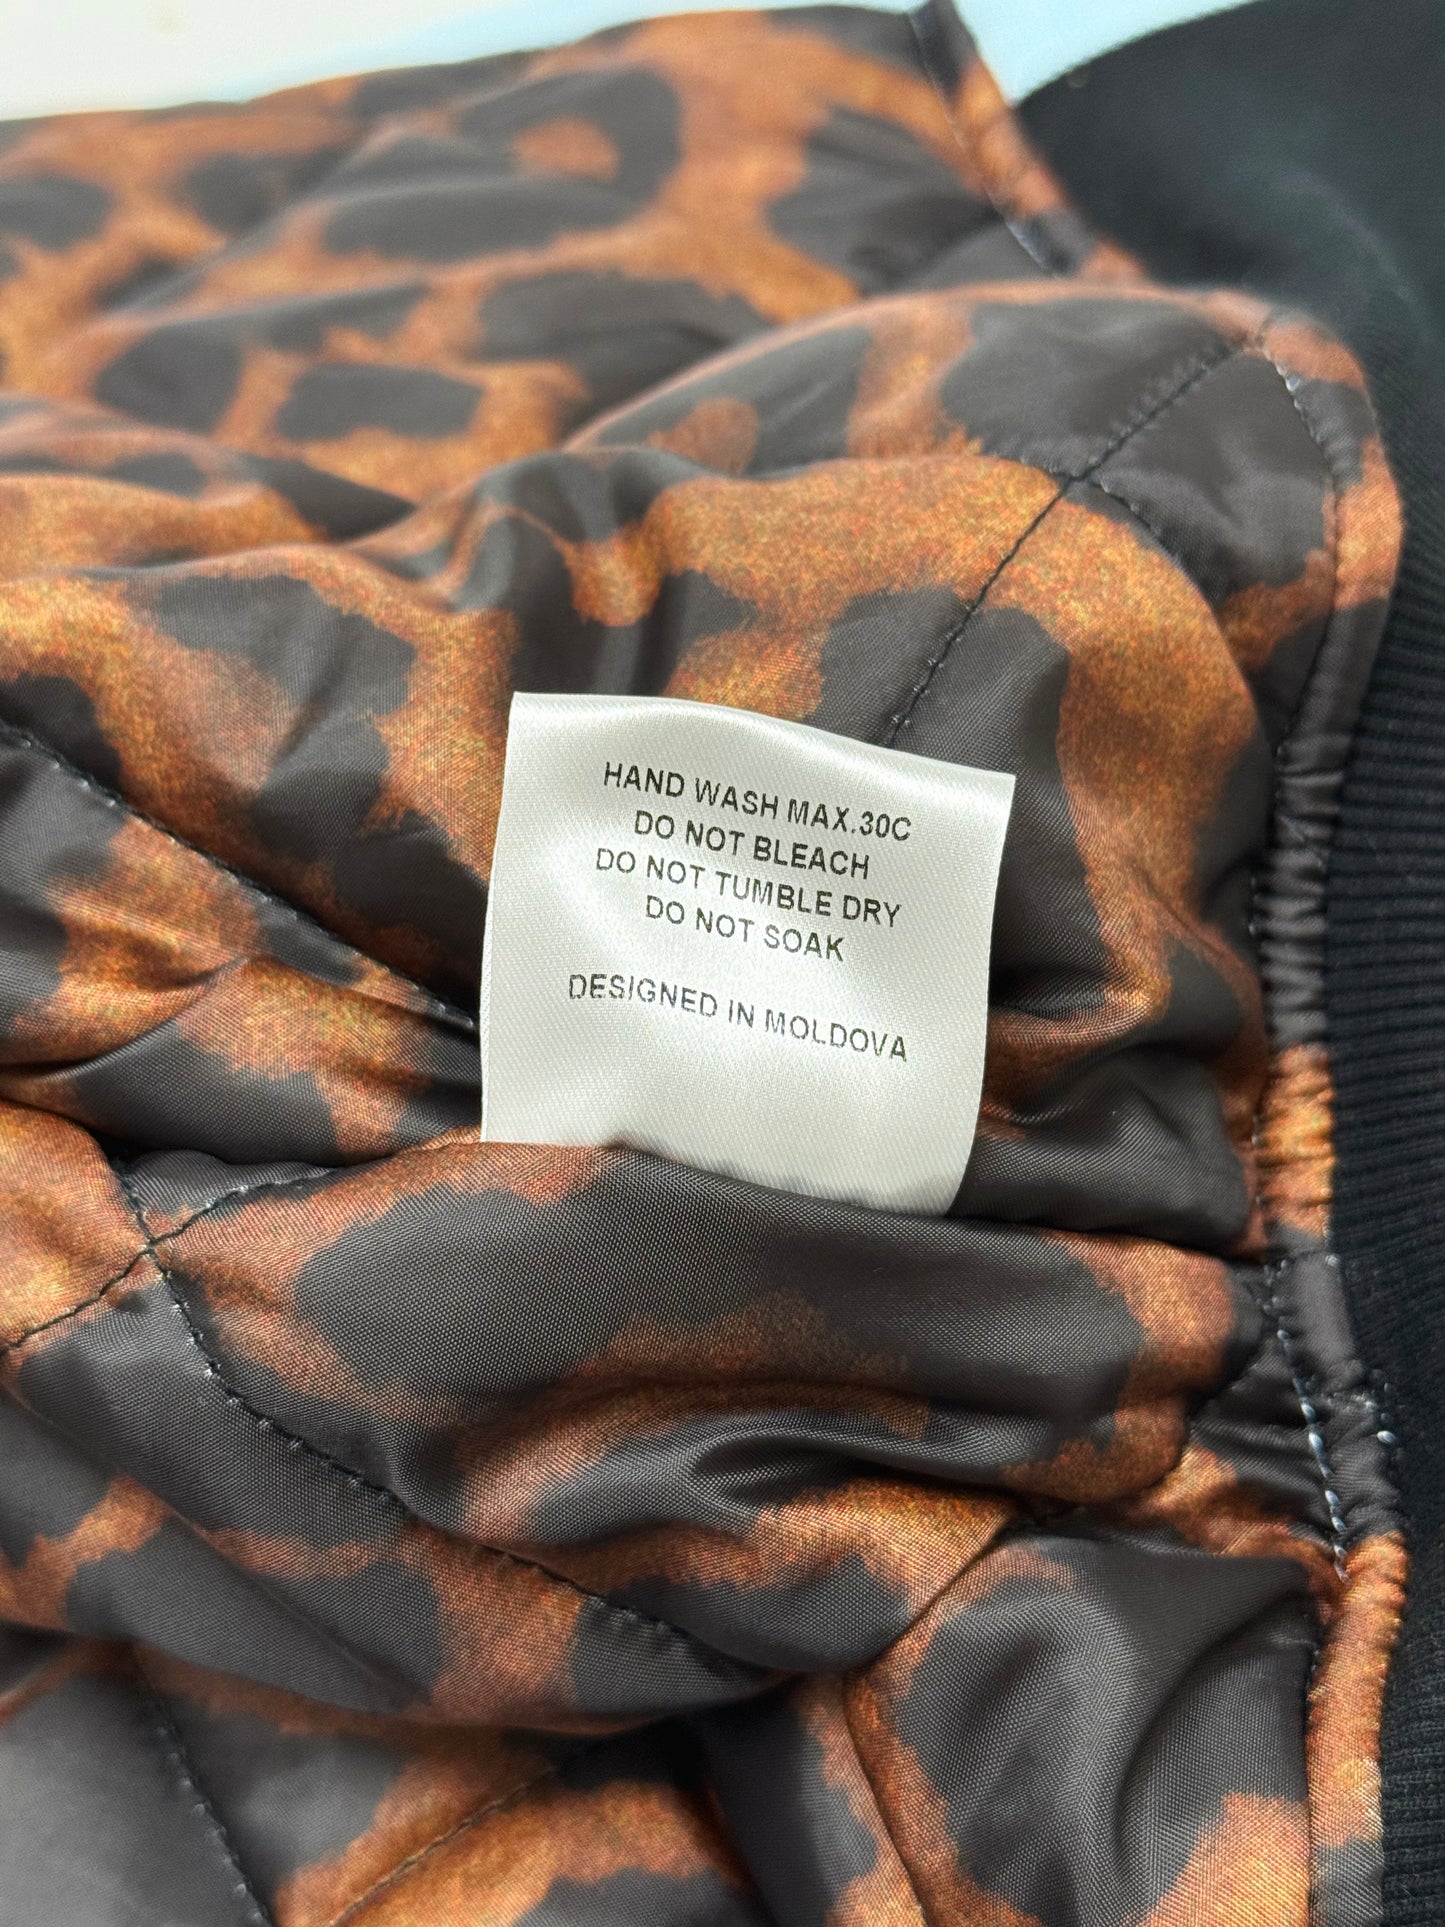 HAND WASH MAX.30C
DO NOT BLEACH
DO NOT TUMBLE DRY
DO NOT SOAK
DESIGNED IN MOLDOVA